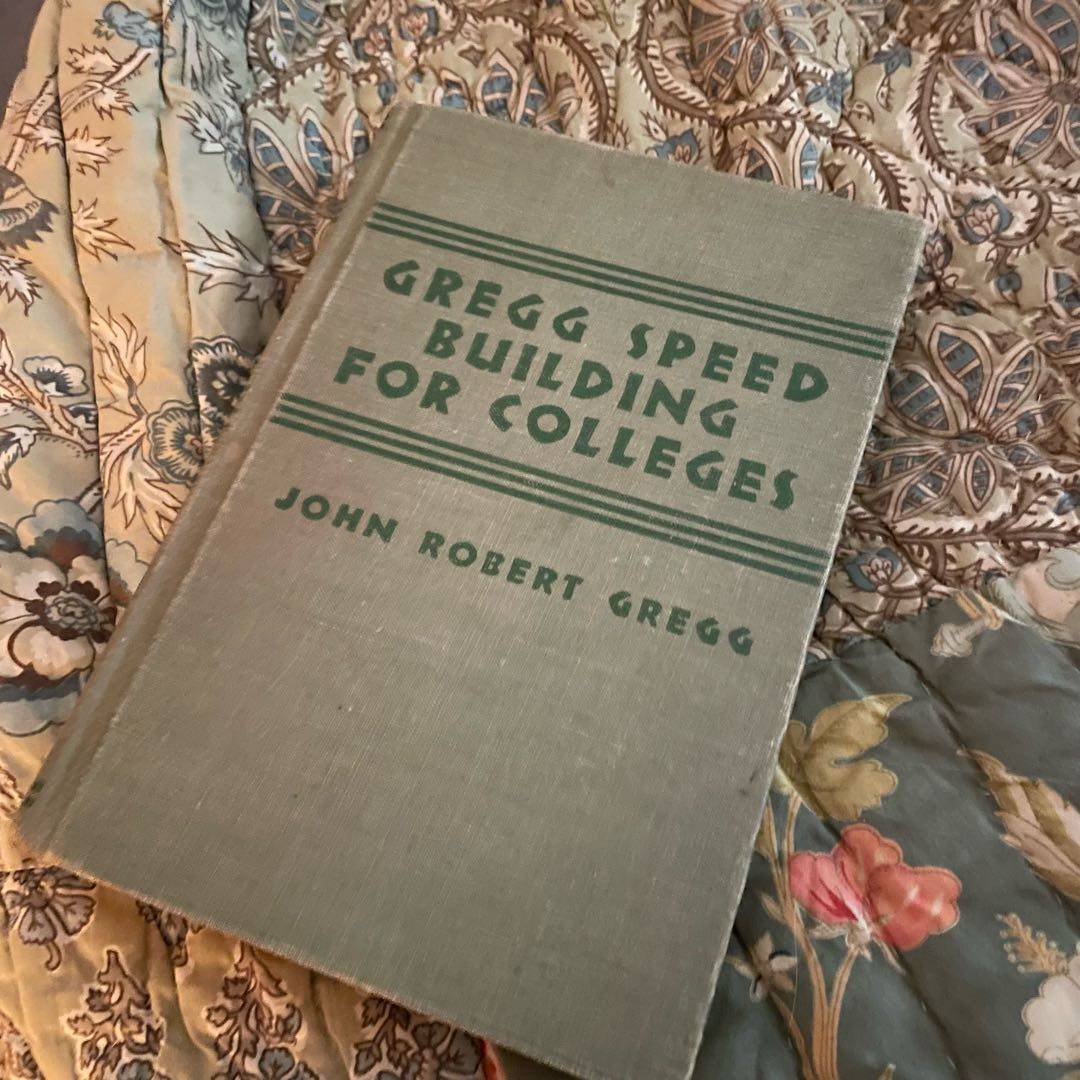 GREGG SPEED
BUILDING
FOR COLLEGES
JOHN ROBERT GREGG